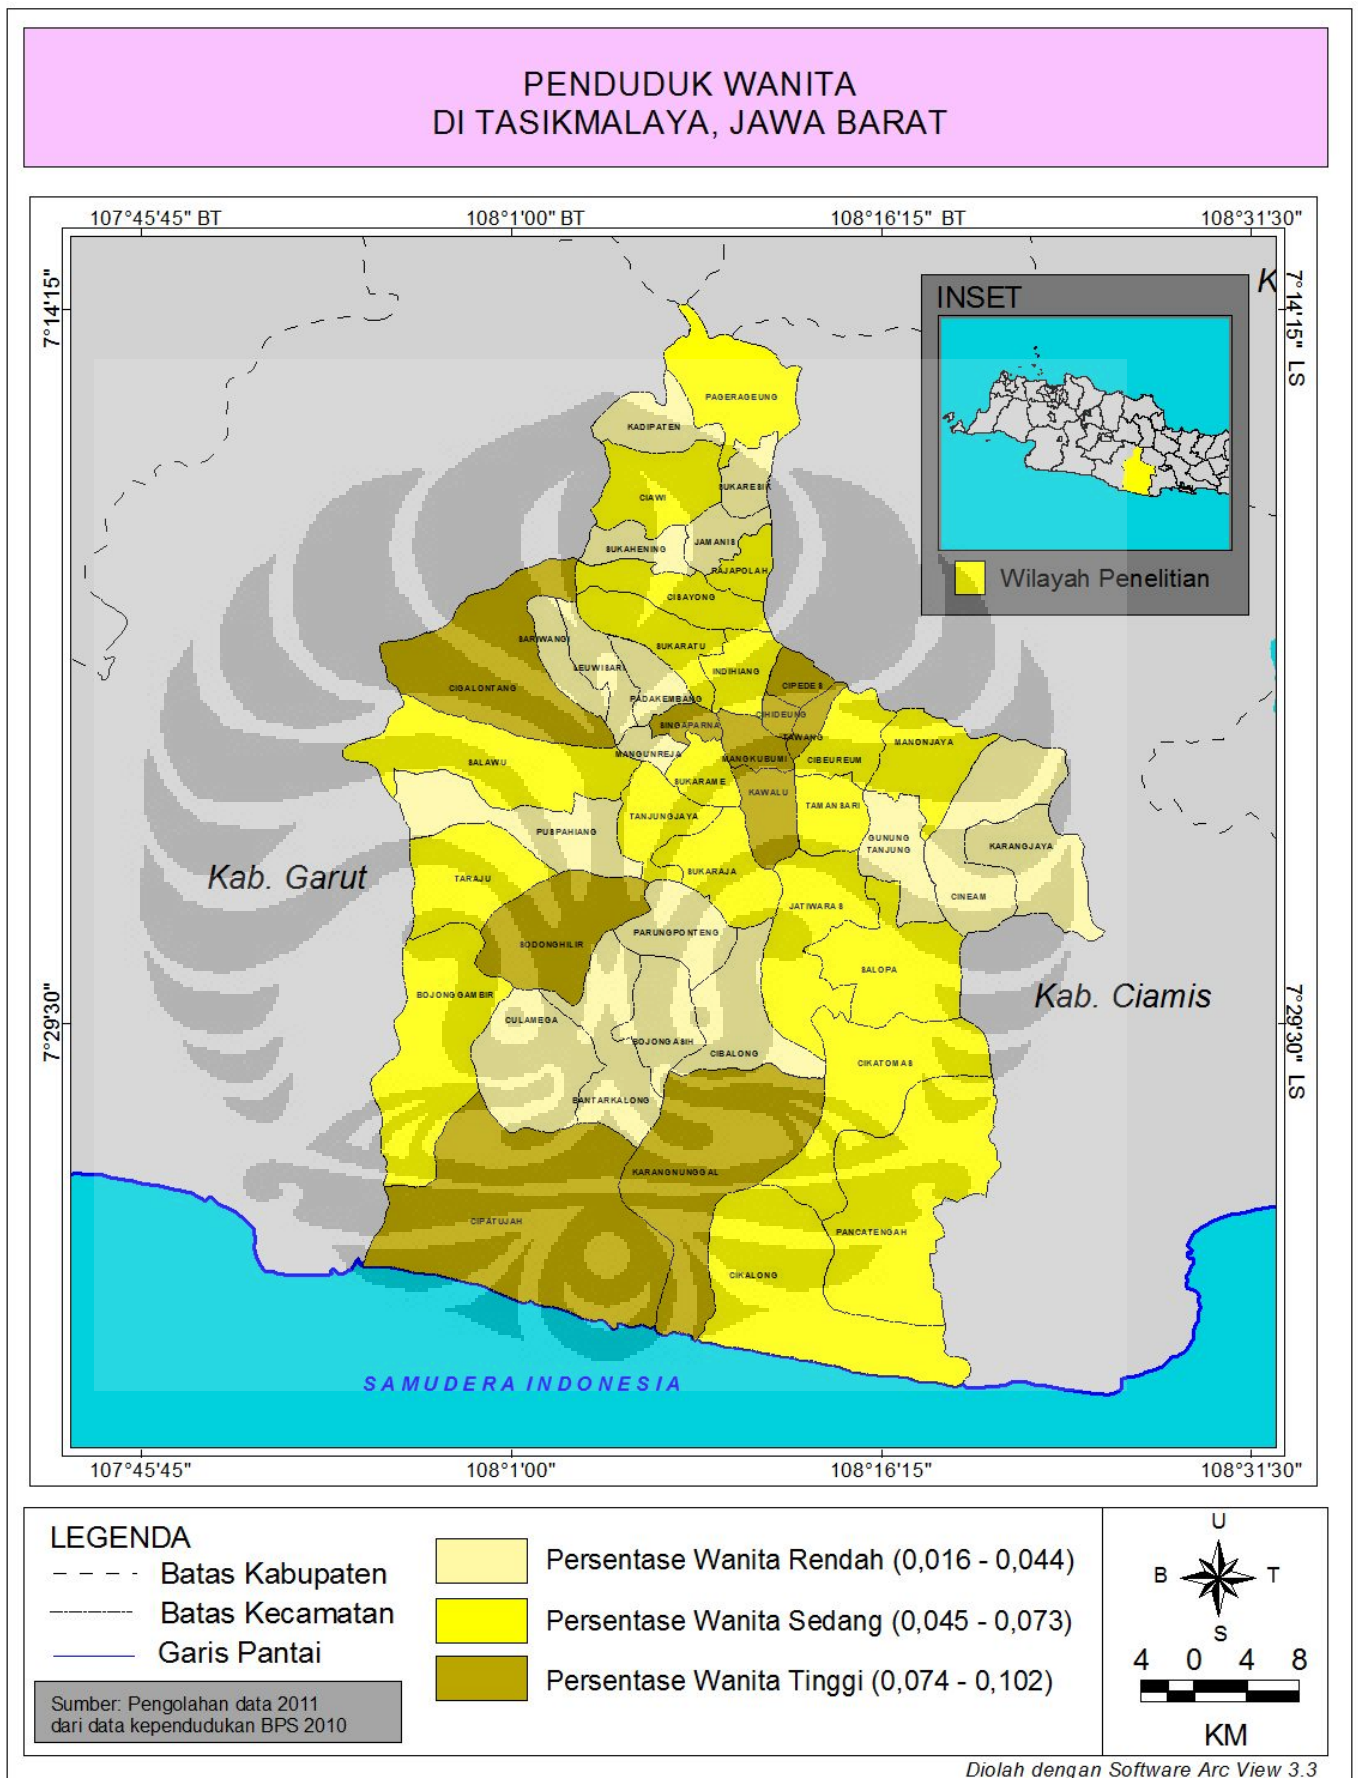 PENDUDUK WANITA
DI TASIKMALAYA, JAWA BARAT
107°45'45" BT
108°1'00" BT
108°16'15" BT
108°31'30"
7°14'15"
7°14'15" LS
K
INSET
Wilayah Penelitian
PAGERAGEUNG
KADIPATEN
SUKARESIK
CIAWI
JAMANIS
SUKAHENING
RAJAPOLAH
CIBAYONG
SARIWANGI
SUKARATU
LEUWISARI
INDIHIANG
CIGALONTANG
CIPEDES
PADAKEMBANG
CIHIDEUNG
SINGAPARNA
TAWANG
MANONJAYA
MANGUNREJA
SALAWU
MANGKUBUMI
CIBEUREUM
SUKARAME
KAWALU
TAMANSARI
TANJUNGJAYA
PUSPAHIANG
GUNUNG
TANJUNG
KARANGJAYA
SUKARAJA
TARAJU
Kab. Garut
CINEAM
JATIWARAS
PARUNGPONTENG
SODONGHILIR
SALOPA
BOJONGGAMBIR
Kab. Ciamis
7°29'30"
7°29'30" LS
CULAMEGA
BOJONGASIH
CIBALONG
CIKATOMAS
BANTARKALONG
KARANGNUNGGAL
CIPATUJAH
PANCATENGAH
CIKALONG
SAMUDERA INDONESIA
107°45'45"
108°1'00"
108°16'15"
108°31'30"
LEGENDA
Batas Kabupaten
Batas Kecamatan
Garis Pantai
Sumber: Pengolahan data 2011
dari data kependudukan BPS 2010
Persentase Wanita Rendah (0,016 - 0,044)
Persentase Wanita Sedang (0,045 - 0,073)
Persentase Wanita Tinggi (0,074 - 0,102)
U
B T
S
4 0 4 8
KM
Diolah dengan Software Arc View 3.3